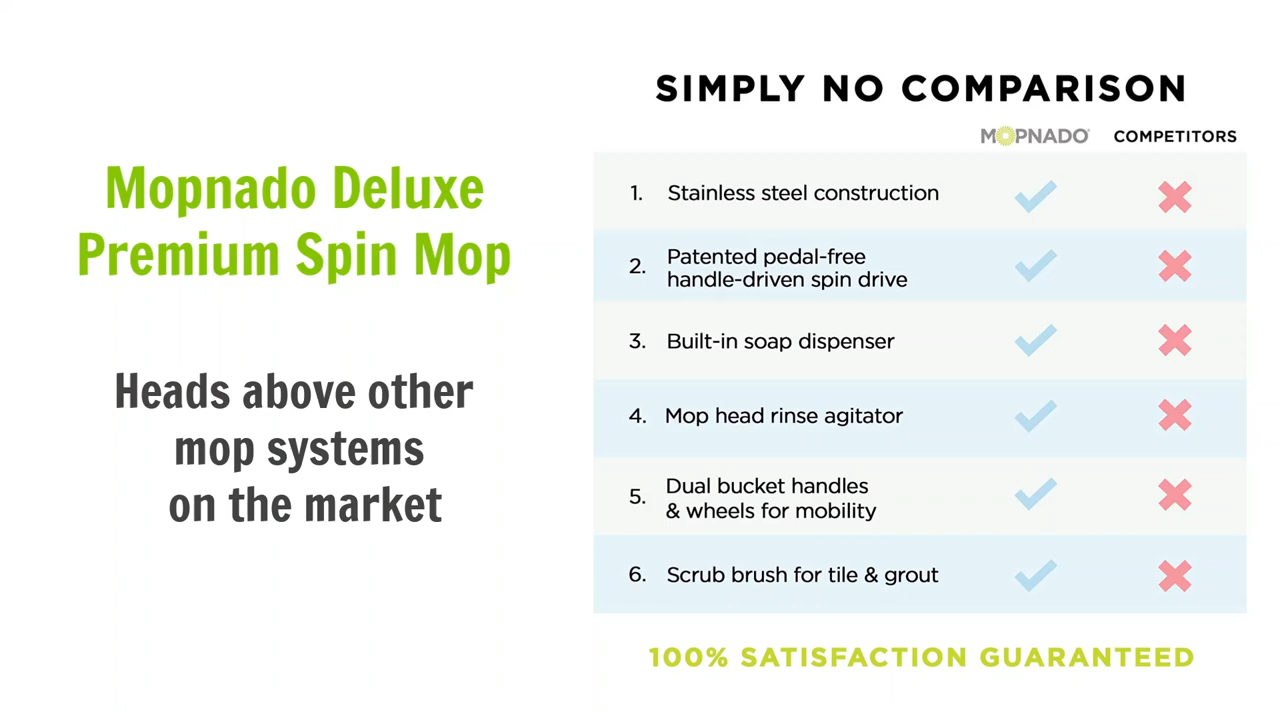 Mopnado Deluxe
Premium Spin Mop
Heads above other
mop systems
on the market
SIMPLY NO COMPARISON
MOPNADO® COMPETITORS
1. Stainless steel construction
2. Patented pedal-free
handle-driven spin drive
3. Built-in soap dispenser
4. Mop head rinse agitator
5. Dual bucket handles
& wheels for mobility
6. Scrub brush for tile & grout
100% SATISFACTION GUARANTEED